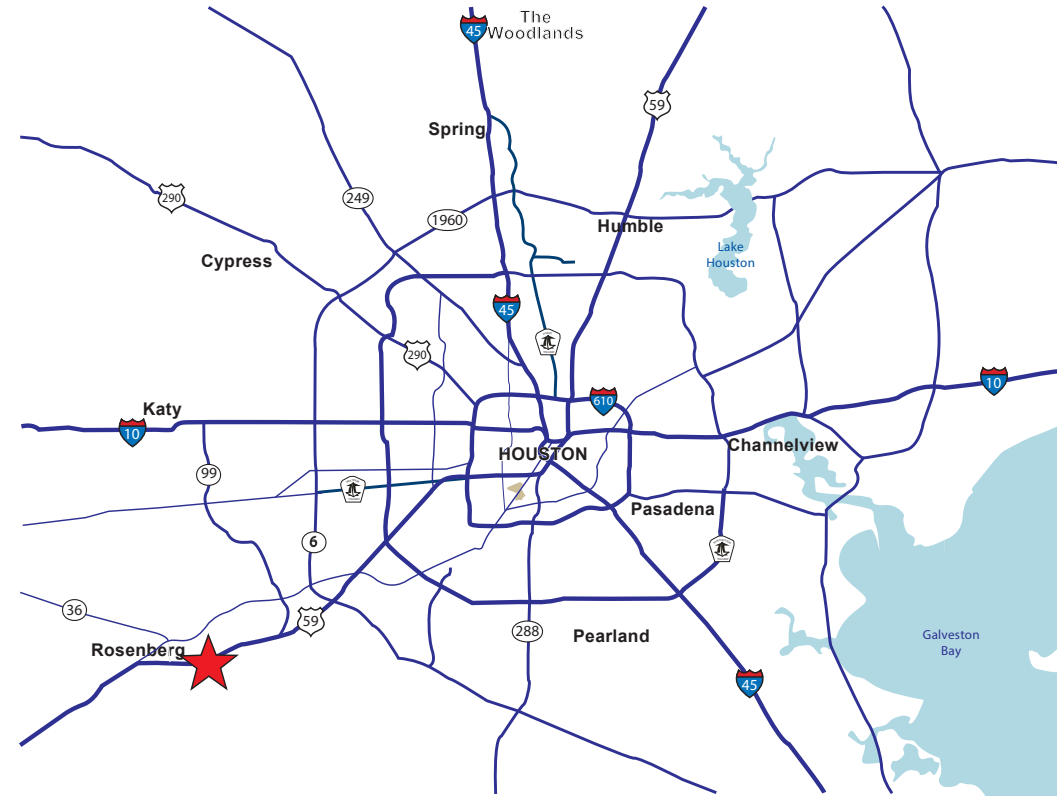 The
45
Woodlands
59
Spring
290
249
1960
Humble
Cypress
Lake
Houston
45
290
10
610
Katy
10
HOUSTON
Channelview
99
Pasadena
6
36
59
288
Pearland
Galveston
Bay
Rosenberg
45